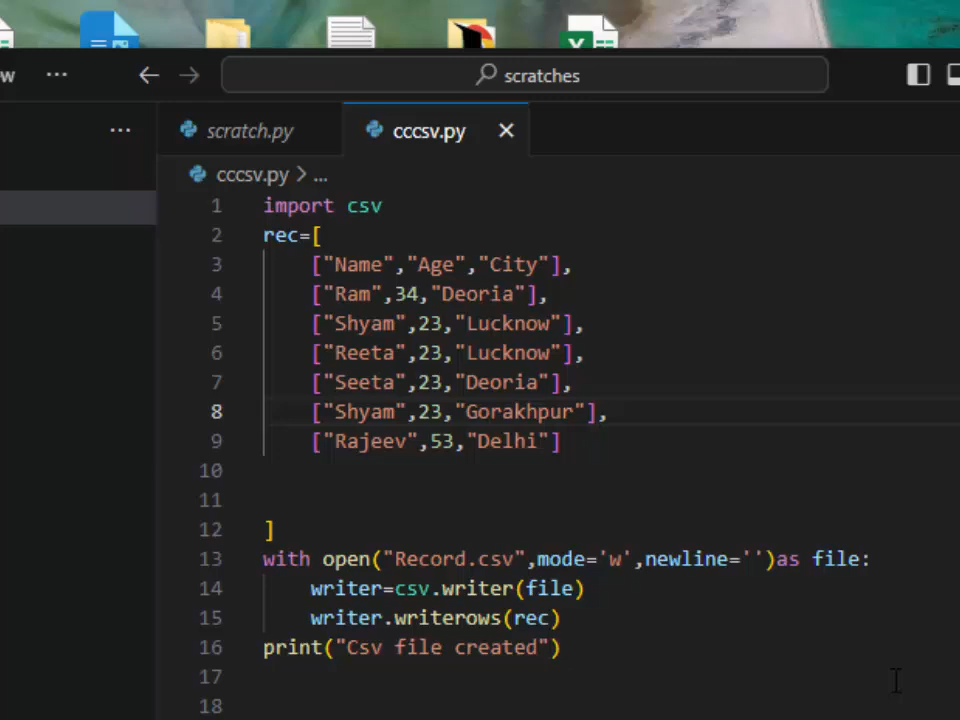 w ... scratches
... scratch.py cccsv.py
cccsv.py > ...
1 import csv
2 rec=[
3 ["Name","Age","City"],
4 ["Ram",34,"Deoria"],
5 ["Shyam",23,"Lucknow"],
6 ["Reeta",23,"Lucknow"],
7 ["Seeta",23,"Deoria"],
8 ["Shyam",23,"Gorakhpur"],
9 ["Rajeev",53,"Delhi"]
10
11
12 ]
13 with open("Record.csv",mode='w',newline='')as file:
14 writer=csv.writer(file)
15 writer.writerows(rec)
16 print("Csv file created")
17
18